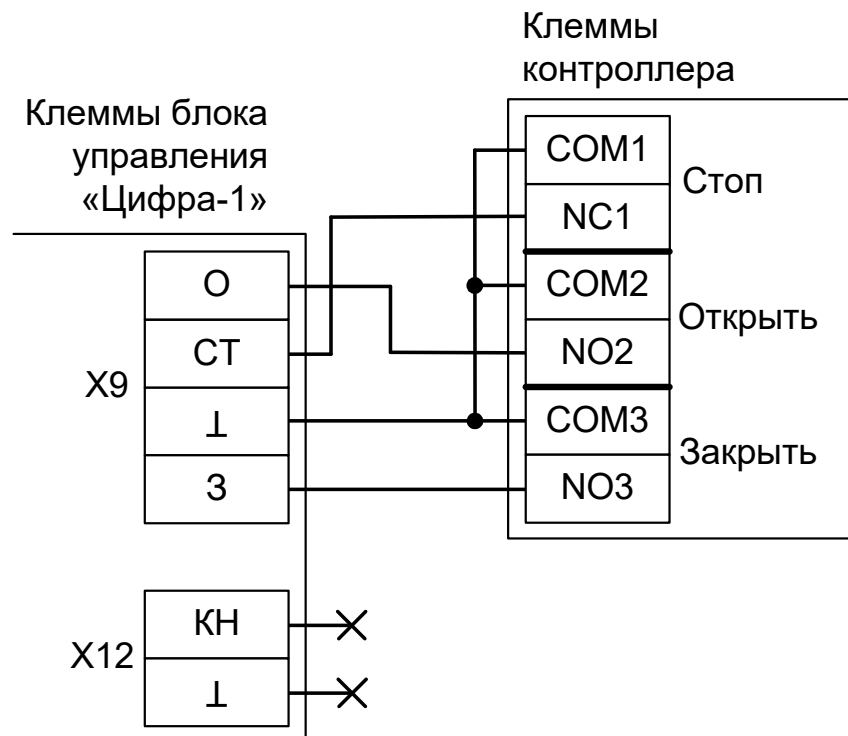 Клеммы
контроллера
Клеммы блока
управления
«Цифра-1»
COM1
NC1
Стоп
COM2
NO2
Открыть
COM3
NO3
Закрыть
X9
О
СТ
⊥
З
X12
КН
⊥